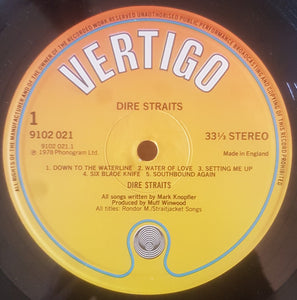 ALL RIGHTS OF THE MANUFACTURER AND OF THE OWNER OF THE RECORDED WORK RESERVED UNAUTHORISED PUBLIC PERFORMANCE BROADCASTING AND COPYING OF THIS RECORD PROHIBITED
VERTIGO
DIRE STRAITS
1
9102 021
9102 021.1
℗ 1978 Phonogram Ltd.
33⅓ STEREO
Made in England
1. DOWN TO THE WATERLINE 2. WATER OF LOVE 3. SETTING ME UP
4. SIX BLADE KNIFE 5. SOUTHBOUND AGAIN
DIRE STRAITS
All songs written by Mark Knopfler
Produced by Muff Winwood
All titles: Rondor M./Straitjacket Songs